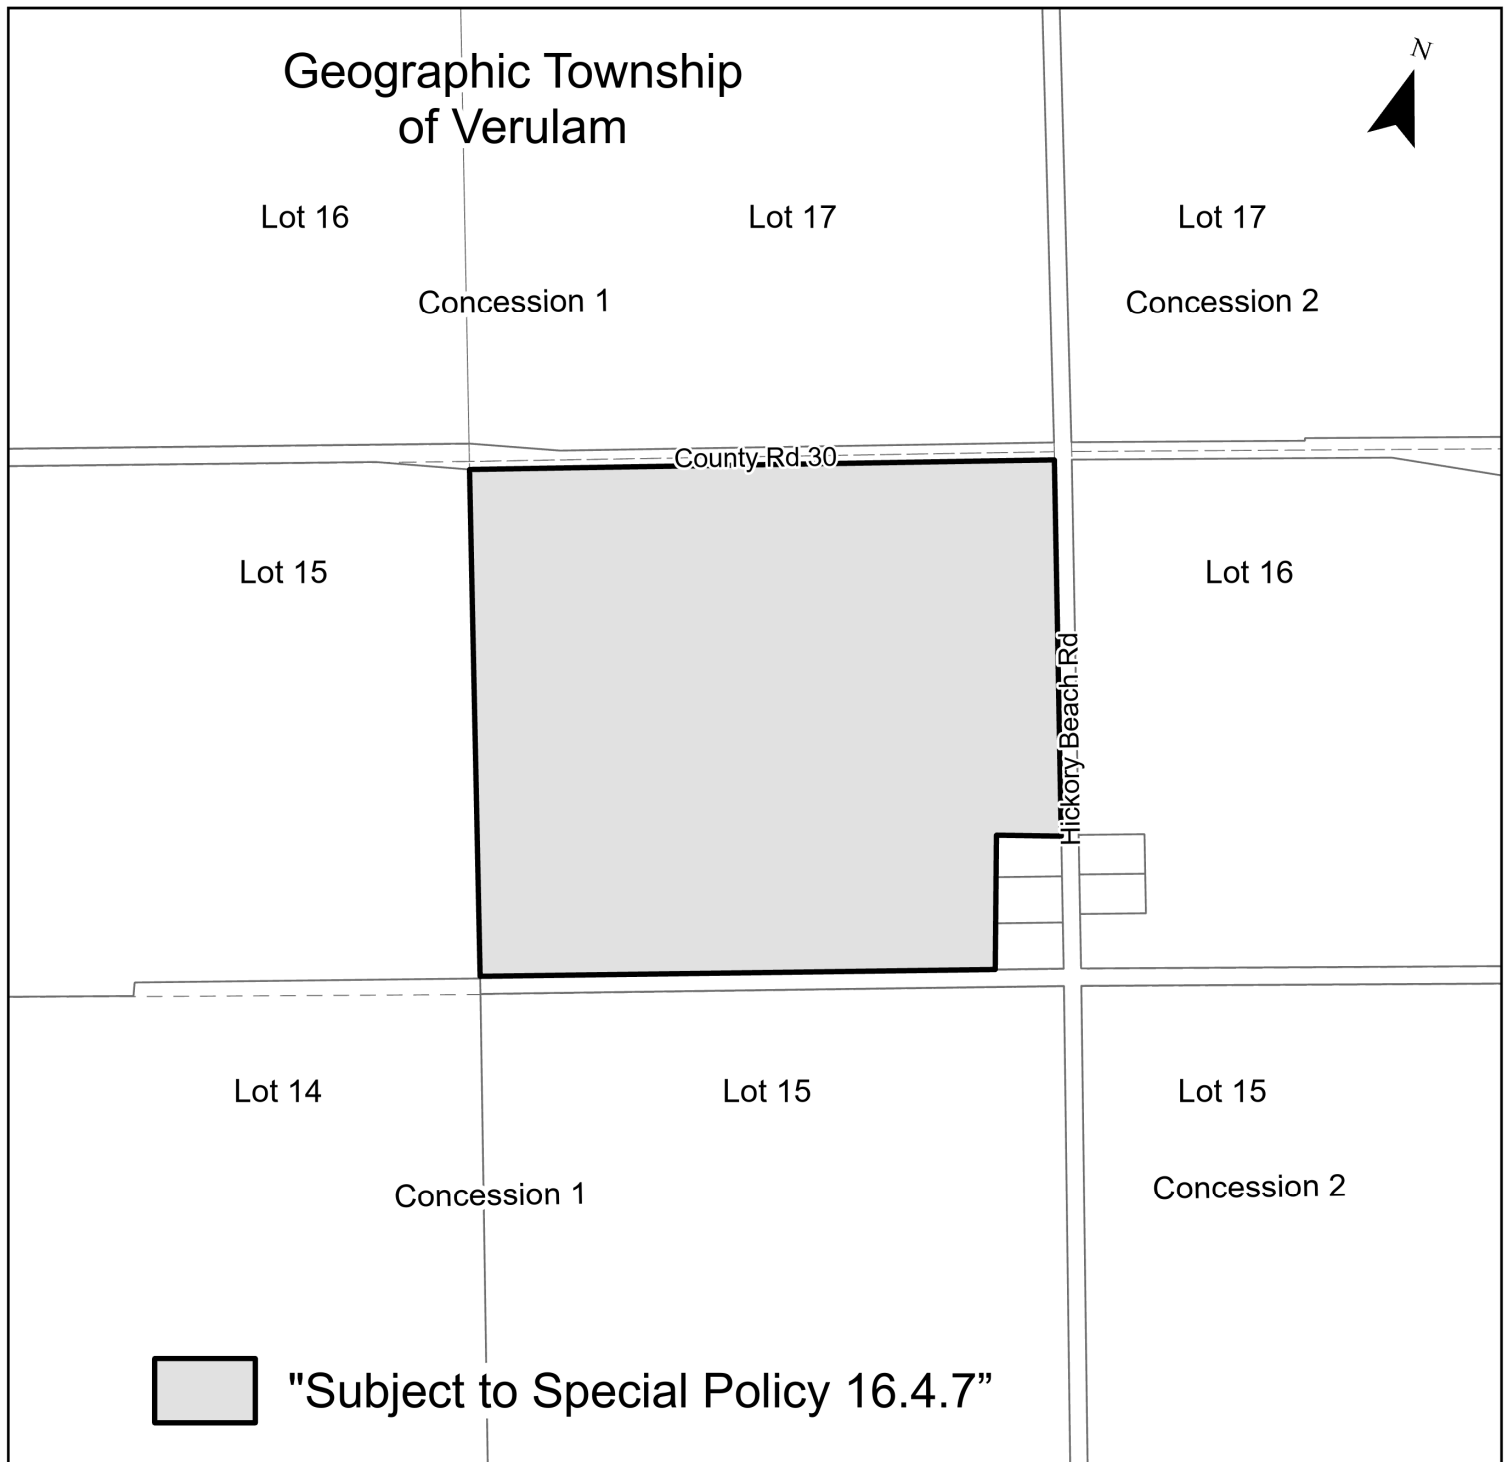 Geographic Township
of Verulam
N
Lot 16
Lot 17
Lot 17
Concession 1
Concession 2
County Rd 30
Lot 15
Lot 16
Hickory Beach Rd
Lot 14
Lot 15
Lot 15
Concession 1
Concession 2
"Subject to Special Policy 16.4.7”